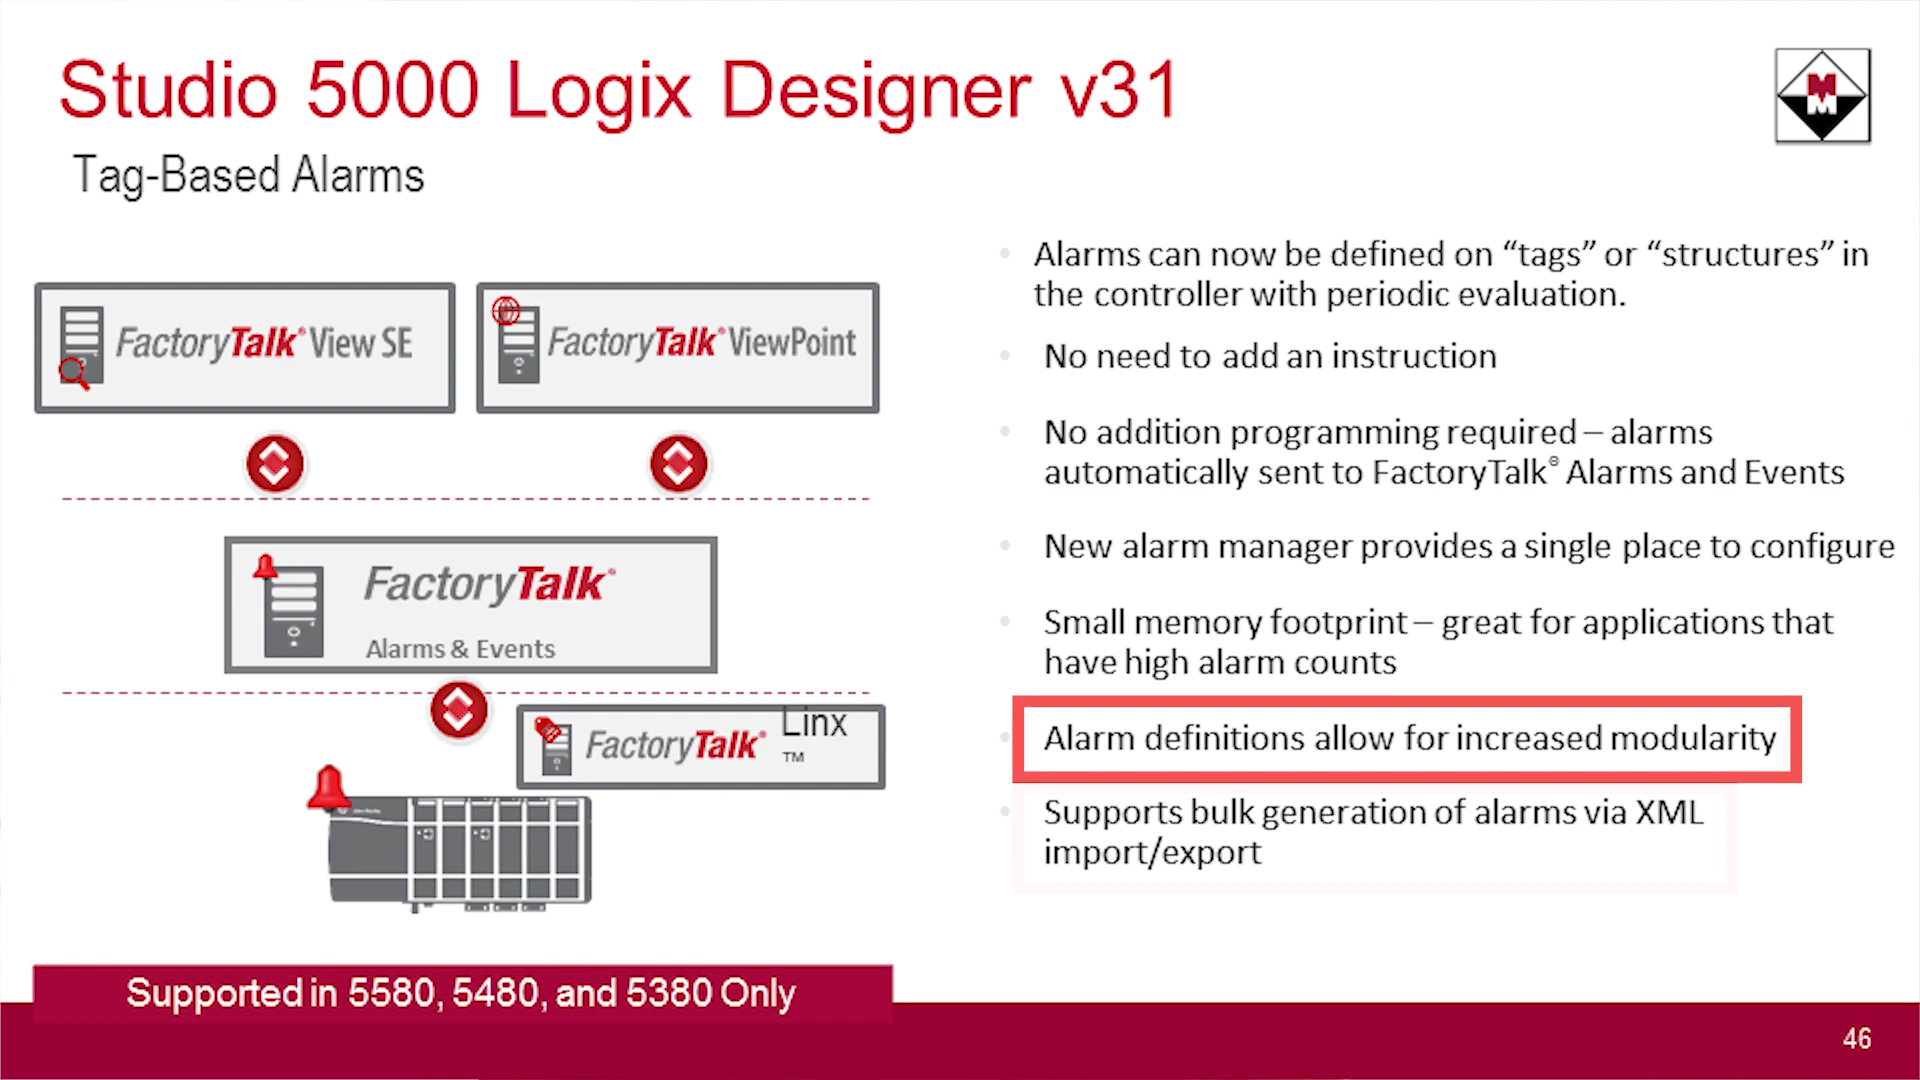 Studio 5000 Logix Designer v31
Tag-Based Alarms
M
M
FactoryTalk® View SE
FactoryTalk® ViewPoint
FactoryTalk®
Alarms & Events
FactoryTalk® Linx
™
Supported in 5580, 5480, and 5380 Only
• Alarms can now be defined on “tags” or “structures” in
the controller with periodic evaluation.
• No need to add an instruction
• No addition programming required – alarms
automatically sent to FactoryTalk® Alarms and Events
• New alarm manager provides a single place to configure
• Small memory footprint – great for applications that
have high alarm counts
• Alarm definitions allow for increased modularity
• Supports bulk generation of alarms via XML
import/export
46